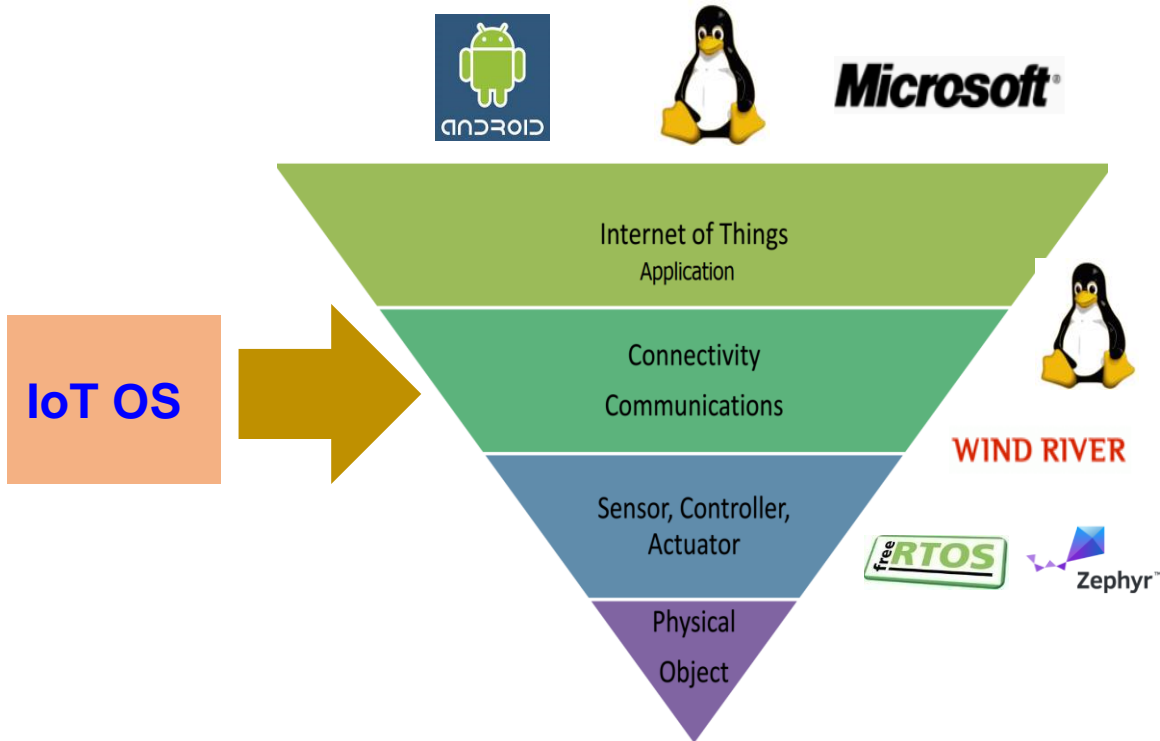 ANDROID
Microsoft®
Internet of Things
Application
IoT OS
Connectivity
Communications
WIND RIVER
Sensor, Controller,
Actuator
free RTOS
Zephyr™
Physical
Object